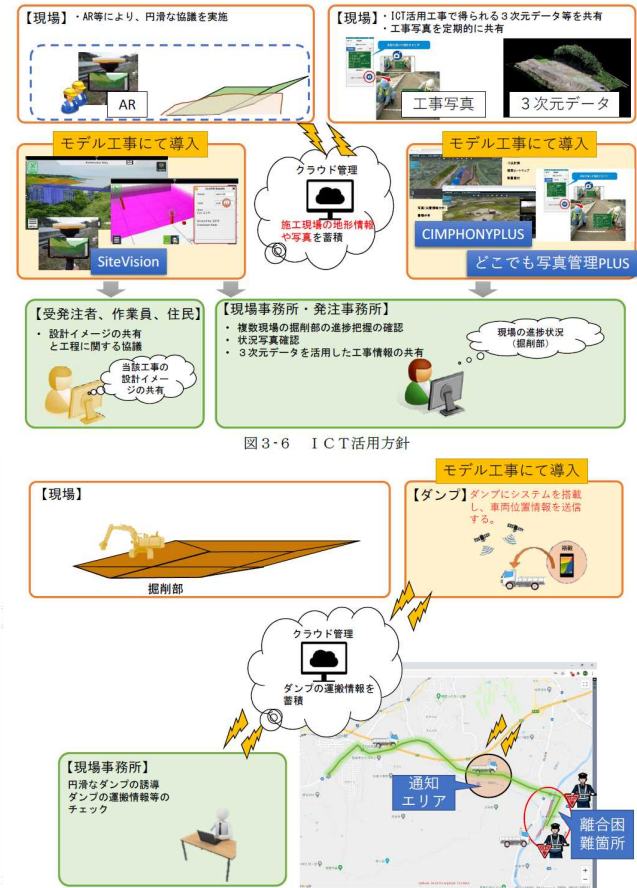 【現場】・AR等により、円滑な協議を実施
AR
【現場】・ICT活用工事で得られる３次元データ等を共有
・工事写真を定期的に共有
工事写真
３次元データ
モデル工事にて導入
SiteVision
クラウド管理
施工現場の地形情報
や写真を蓄積
モデル工事にて導入
CIMPHONYPLUS
どこでも写真管理PLUS
【受発注者、作業員、住民】
・ 設計イメージの共有
と工程に関する協議
当該工事の
設計イメー
ジの共有
【現場事務所・発注事務所】
・ 複数現場の掘削部の進捗把握の確認
・ 状況写真確認
・ ３次元データを活用した工事情報の共有
現場の進捗状況
（掘削部）
図３-６　ＩＣＴ活用方針
モデル工事にて導入
【現場】
掘削部
【ダンプ】ダンプにシステムを搭載
し、車両位置情報を送信
する。
搭載
クラウド管理
ダンプの運搬情報を
蓄積
【現場事務所】
円滑なダンプの誘導
ダンプの運搬情報等の
チェック
通知
エリア
離合困
難箇所